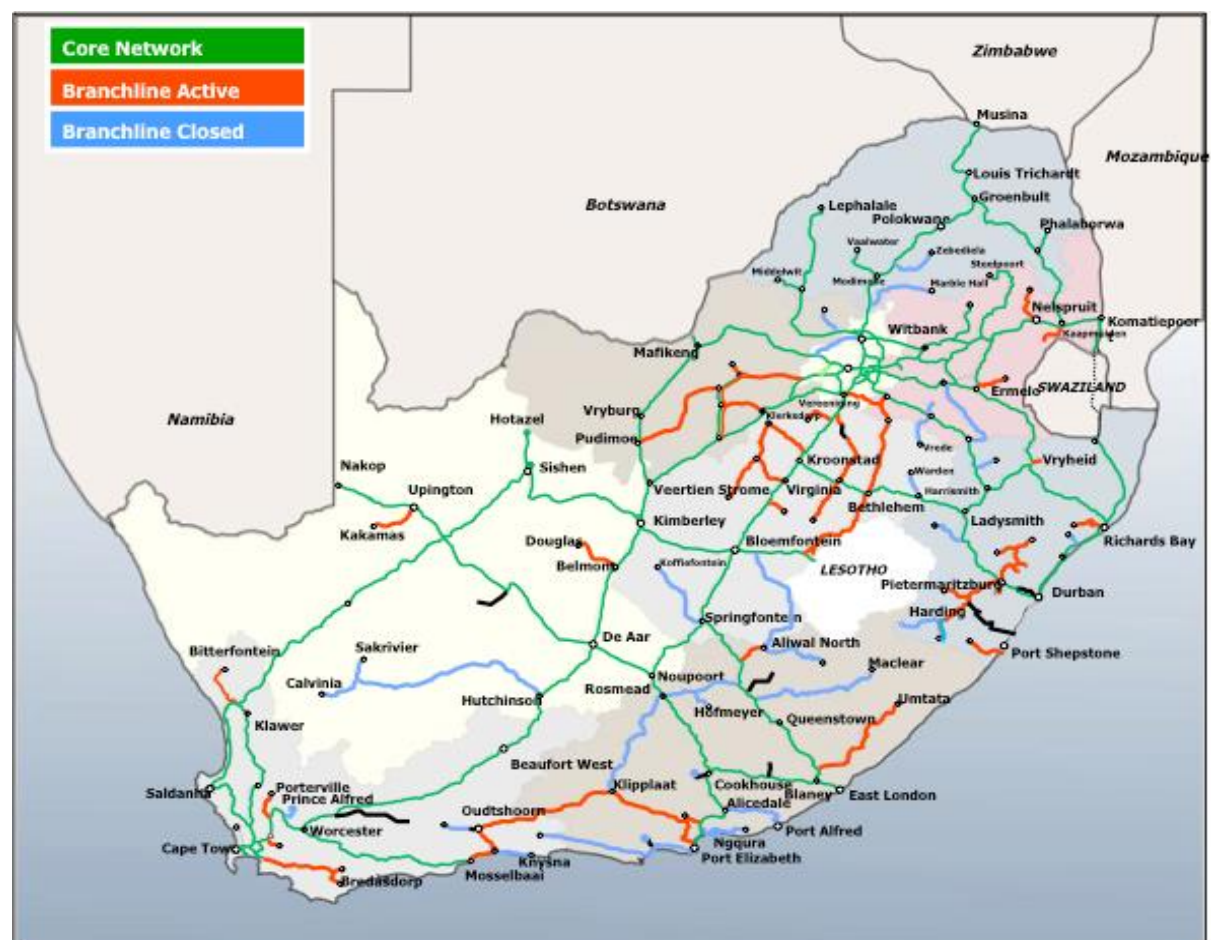 Core Network
Branchline Active
Branchline Closed
Zimbabwe
Musina
Mozambique
Louis Trichardt
Groenbult
Botswana
Lephalale
Polokwane
Phalaborwa
Vaalwater
Zebediela
Steelpoort
Middelwit
Modimolle
Marble Hall
Nelspruit
Komatiepoor
Witbank
Kaapmuiden
Mafikeng
Ermelo
SWAZILAND
Namibia
Hotazel
Vryburg
Vereeniging
Klerksdorp
Pudimoe
Vrede
Nakop
Sishen
Kroonstad
Vryheid
Warden
Upington
Veertien Strome
Virginia
Harrismith
Bethlehem
Kakamas
Kimberley
Ladysmith
Richards Bay
Douglas
Bloemfontein
Belmont
Koffiefontein
LESOTHO
Pietermaritzburg
Durban
Springfontein
Harding
De Aar
Aliwal North
Bitterfontein
Sakrivier
Port Shepstone
Maclear
Calvinia
Noupoort
Rosmead
Hutchinson
Umtata
Hofmeyer
Klawer
Queenstown
Beaufort West
Saldanha
Porterville
Klipplaat
Cookhouse
Prince Alfred
Blaney
East London
Oudtshoorn
Alicedale
Worcester
Port Alfred
Cape Town
Ngqura
Knysna
Port Elizabeth
Mosselbaai
Bredasdorp